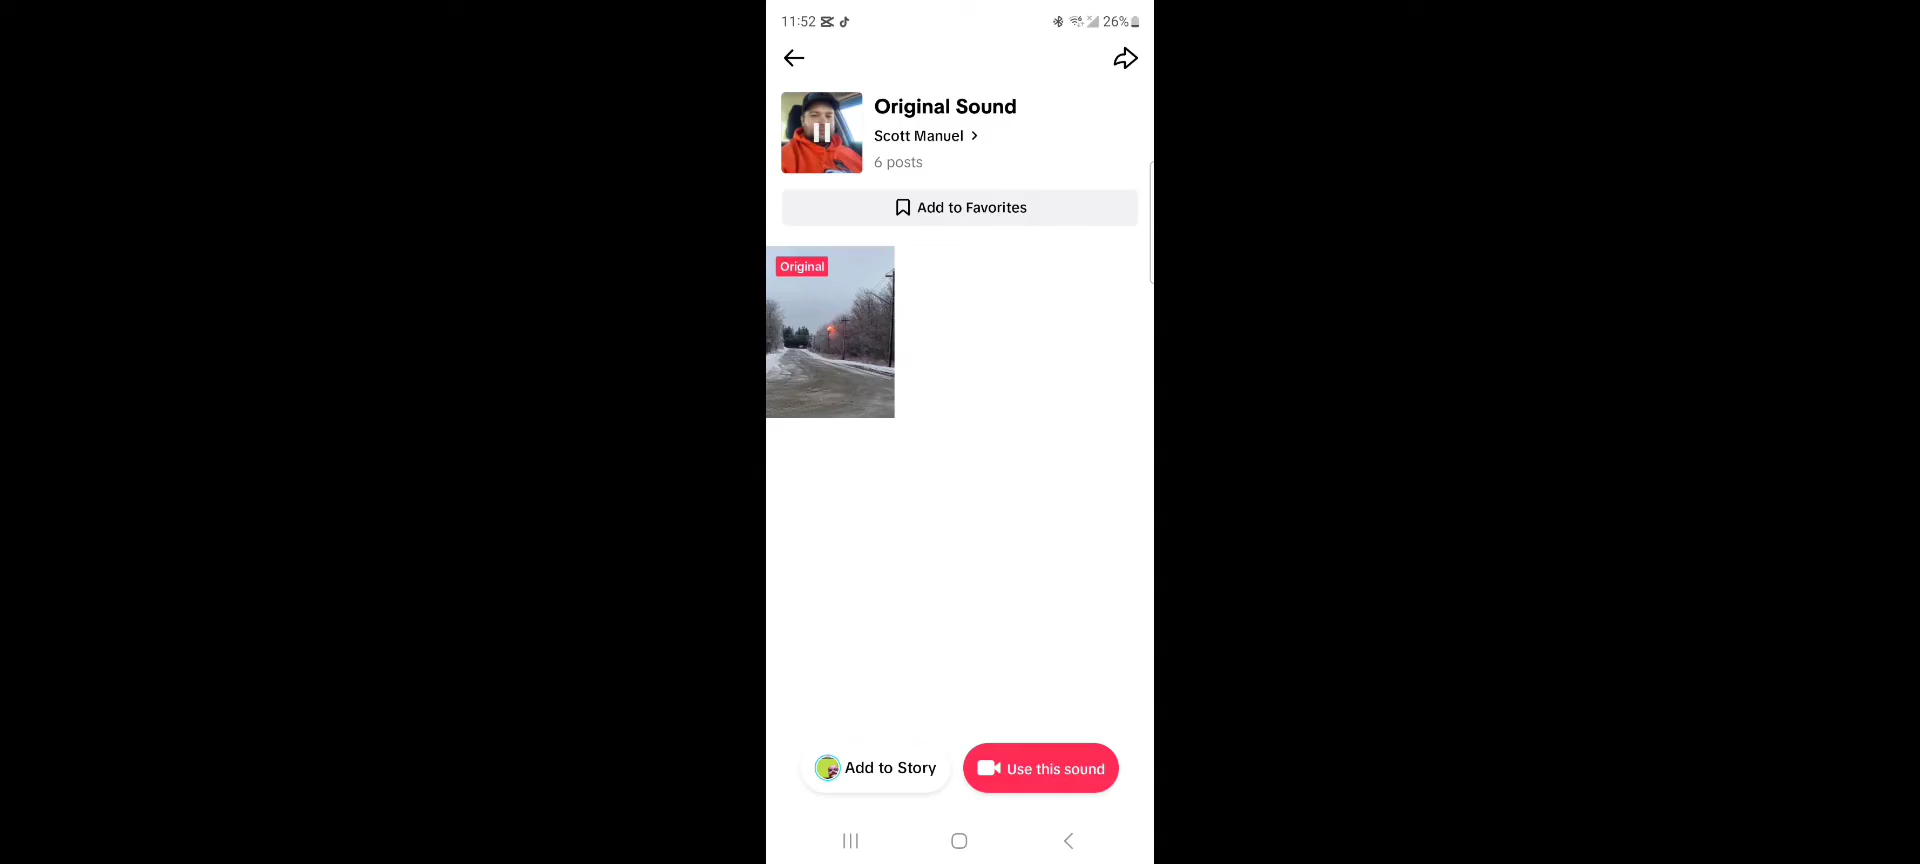 11:52 26%
Original Sound
Scott Manuel
6 posts
Add to Favorites
Original
Add to Story
Use this sound